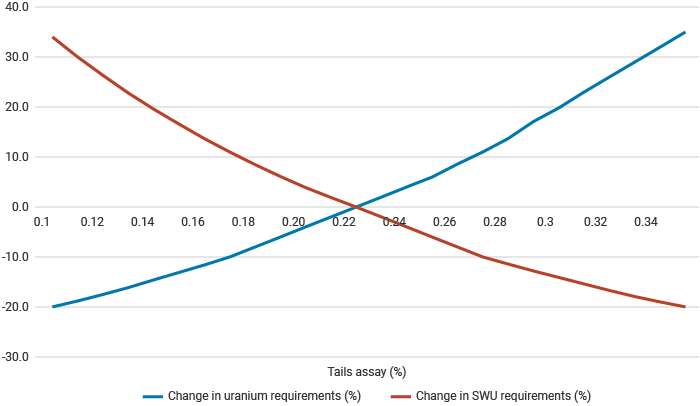 40.0
30.0
20.0
10.0
0.0
0.1 0.12 0.14 0.16 0.18 0.20 0.22 0.24 0.26 0.28 0.3 0.32 0.34
-10.0
-20.0
-30.0
Tails assay (%)
Change in uranium requirements (%) Change in SWU requirements (%)